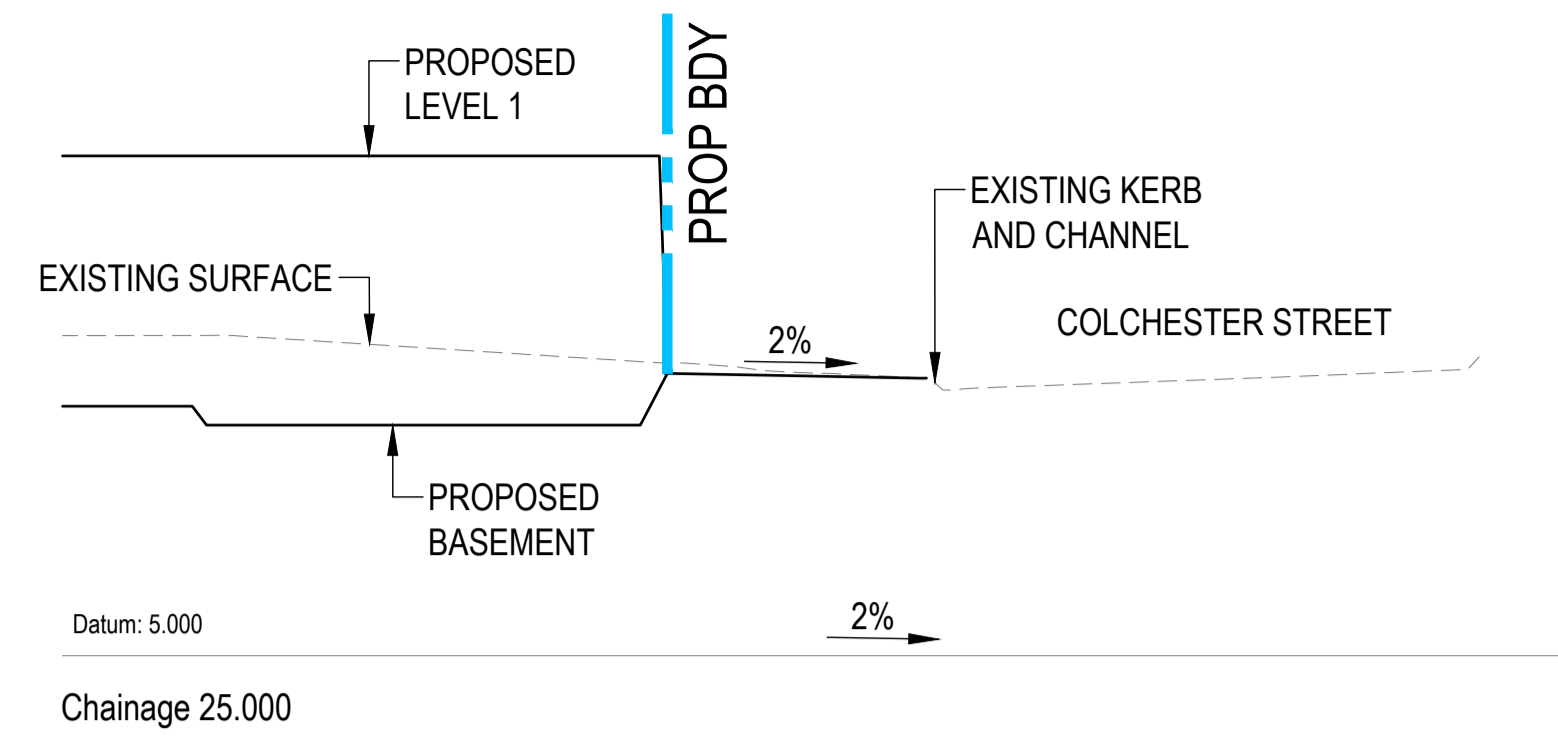 PROPOSED
LEVEL 1
PROP BDY
EXISTING KERB
AND CHANNEL
EXISTING SURFACE
COLCHESTER STREET
2%
PROPOSED
BASEMENT
Datum: 5.000
2%
Chainage 25.000